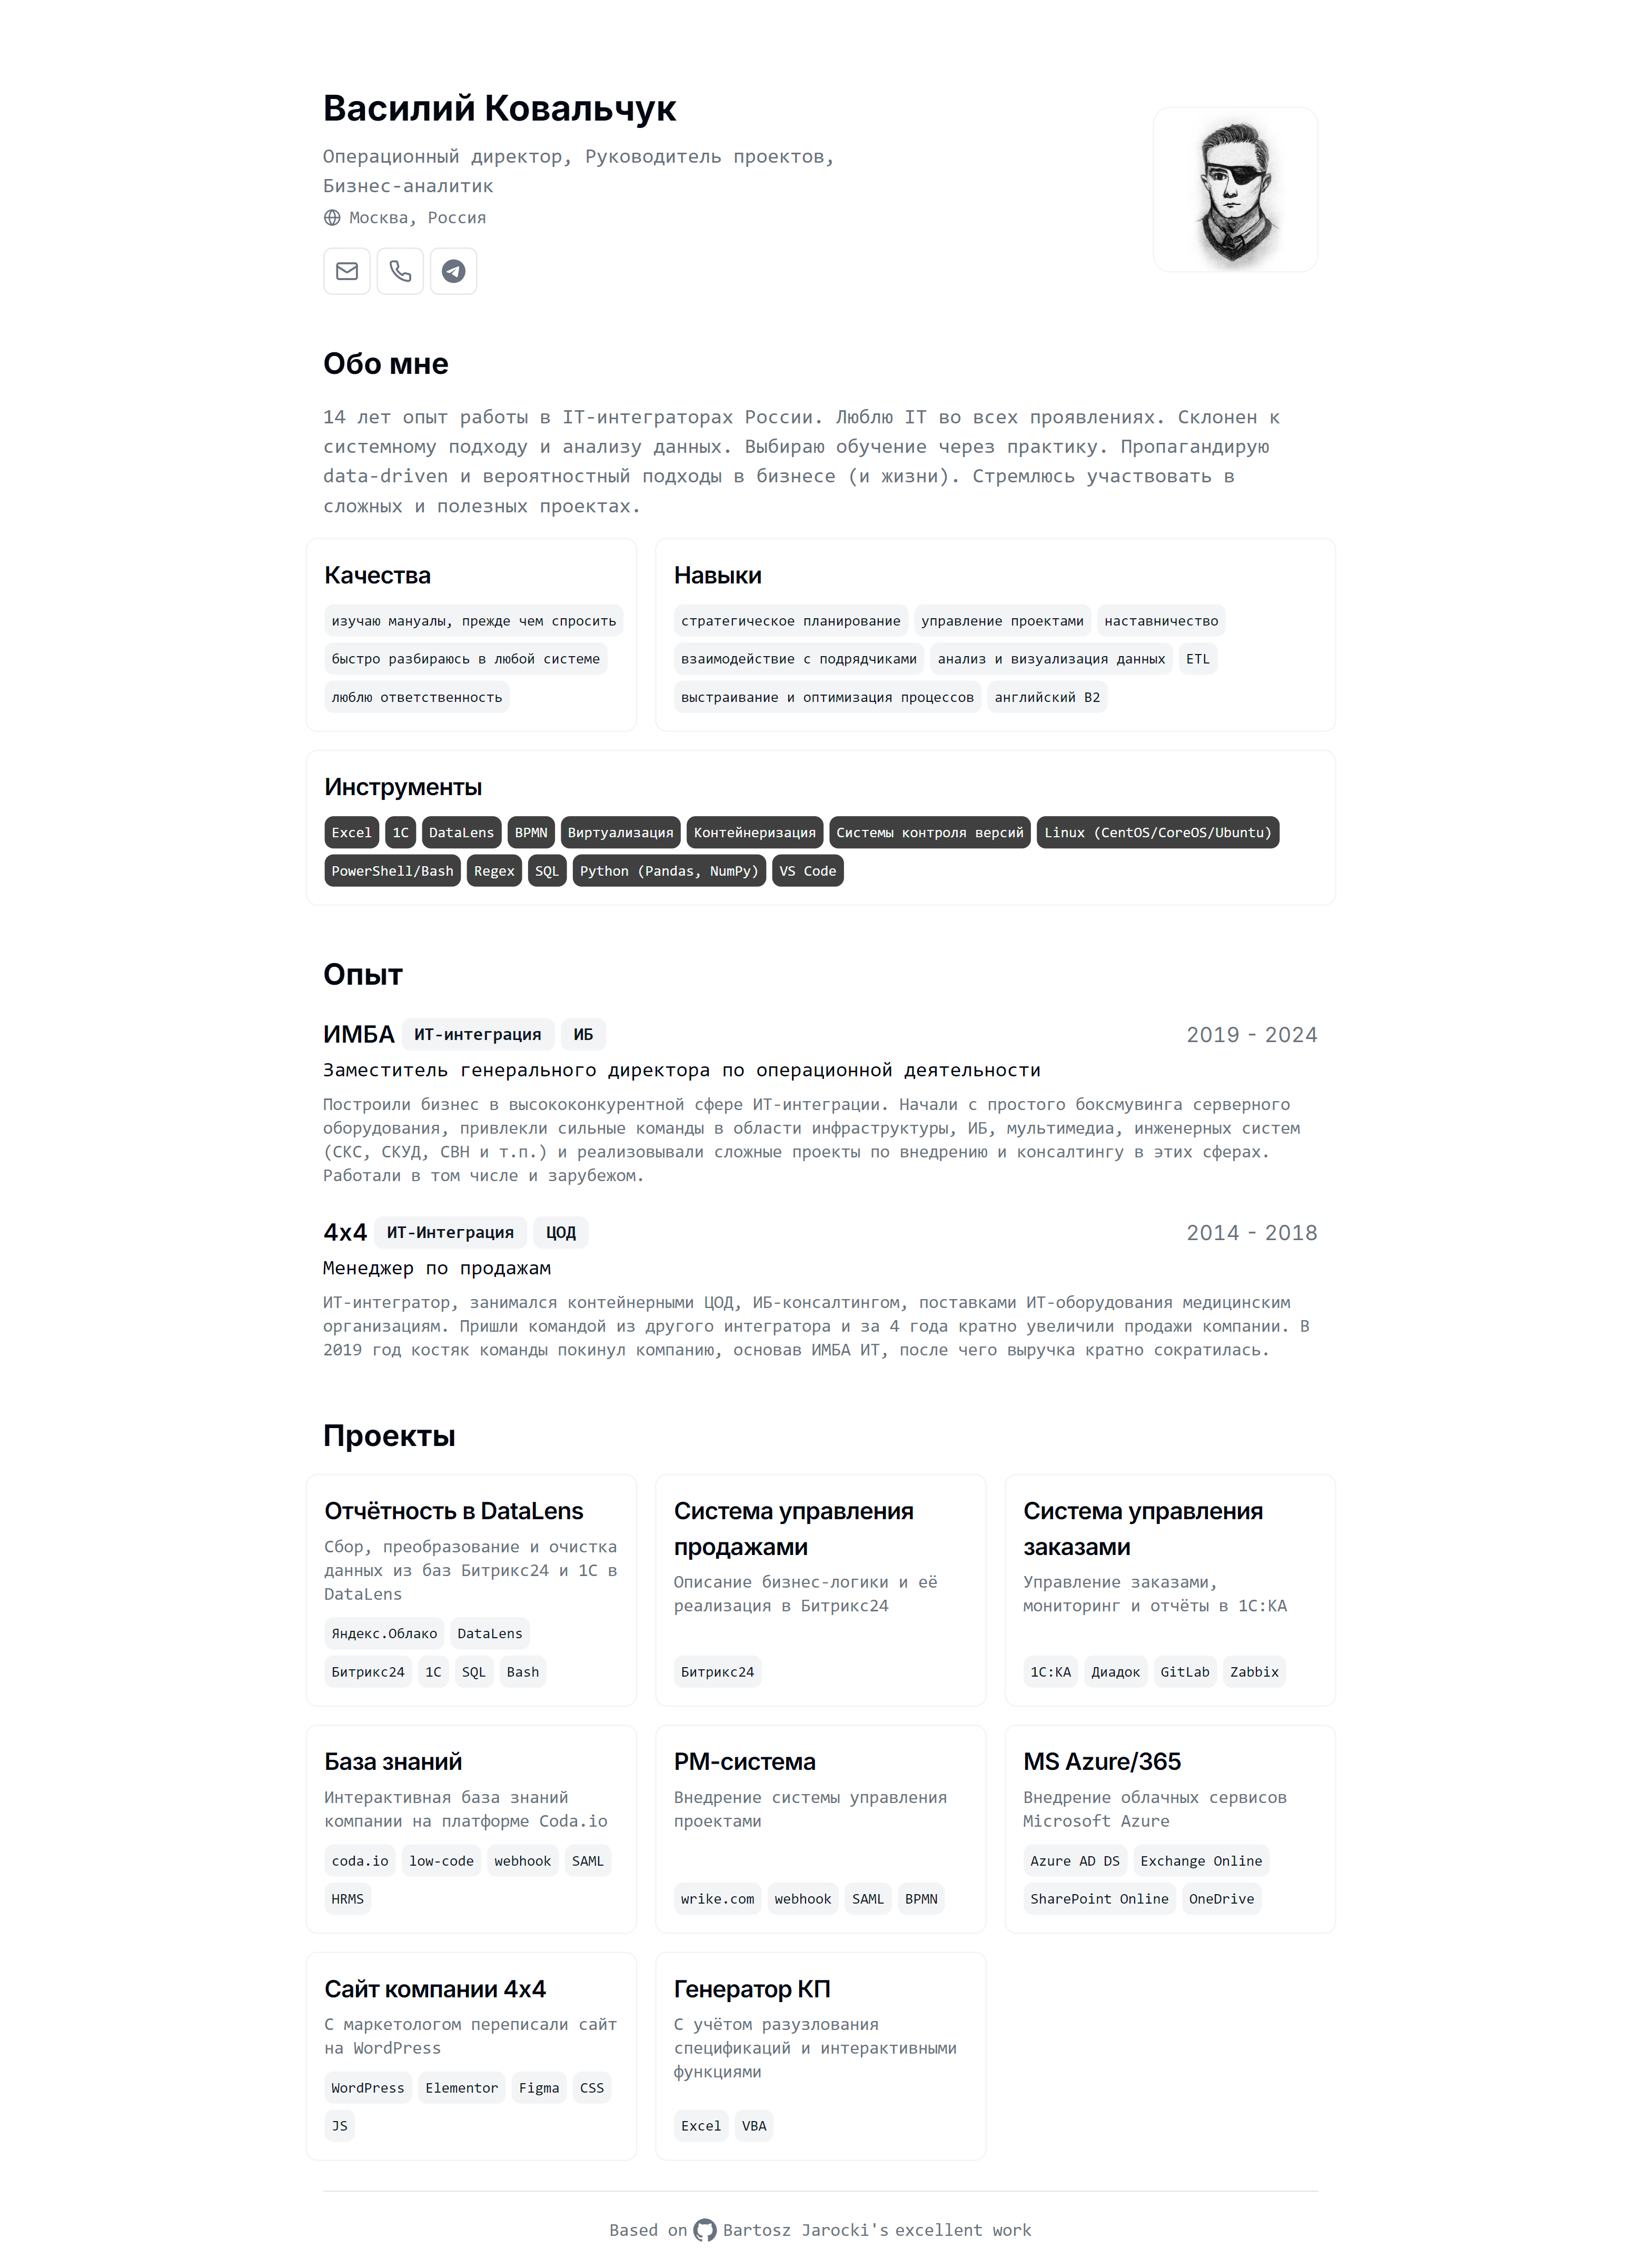 Василий Ковальчук
Операционный директор, Руководитель проектов,
Бизнес-аналитик
Москва, Россия
Обо мне
14 лет опыт работы в IT-интеграторах России. Люблю IT во всех проявлениях. Склонен к
системному подходу и анализу данных. Выбираю обучение через практику. Пропагандирую
data-driven и вероятностный подходы в бизнесе (и жизни). Стремлюсь участвовать в
сложных и полезных проектах.
Качества
изучаю мануалы, прежде чем спросить
быстро разбираюсь в любой системе
люблю ответственность
Навыки
стратегическое планирование управление проектами наставничество
взаимодействие с подрядчиками анализ и визуализация данных ETL
выстраивание и оптимизация процессов английский B2
Инструменты
Excel 1C DataLens BPMN Виртуализация Контейнеризация Системы контроля версий Linux (CentOS/CoreOS/Ubuntu)
PowerShell/Bash Regex SQL Python (Pandas, NumPy) VS Code
Опыт
ИМБА ИТ-интеграция ИБ 2019 - 2024
Заместитель генерального директора по операционной деятельности
Построили бизнес в высококонкурентной сфере ИТ-интеграции. Начали с простого боксмувинга серверного
оборудования, привлекли сильные команды в области инфраструктуры, ИБ, мультимедиа, инженерных систем
(СКС, СКУД, СВН и т.п.) и реализовывали сложные проекты по внедрению и консалтингу в этих сферах.
Работали в том числе и зарубежом.
4x4 ИТ-Интеграция ЦОД 2014 - 2018
Менеджер по продажам
ИТ-интегратор, занимался контейнерными ЦОД, ИБ-консалтингом, поставками ИТ-оборудования медицинским
организациям. Пришли командой из другого интегратора и за 4 года кратно увеличили продажи компании. В
2019 год костяк команды покинул компанию, основав ИМБА ИТ, после чего выручка кратно сократилась.
Проекты
Отчётность в DataLens
Сбор, преобразование и очистка
данных из баз Битрикс24 и 1С в
DataLens
Яндекс.Облако DataLens
Битрикс24 1С SQL Bash
Система управления
продажами
Описание бизнес-логики и её
реализация в Битрикс24
Битрикс24
Система управления
заказами
Управление заказами,
мониторинг и отчёты в 1С:КА
1С:КА Диадок GitLab Zabbix
База знаний
Интерактивная база знаний
компании на платформе Coda.io
coda.io low-code webhook SAML
HRMS
PM-система
Внедрение системы управления
проектами
wrike.com webhook SAML BPMN
MS Azure/365
Внедрение облачных сервисов
Microsoft Azure
Azure AD DS Exchange Online
SharePoint Online OneDrive
Сайт компании 4x4
С маркетологом переписали сайт
на WordPress
WordPress Elementor Figma CSS
JS
Генератор КП
С учётом разузлования
спецификаций и интерактивными
функциями
Excel VBA
Based on Bartosz Jarocki's excellent work